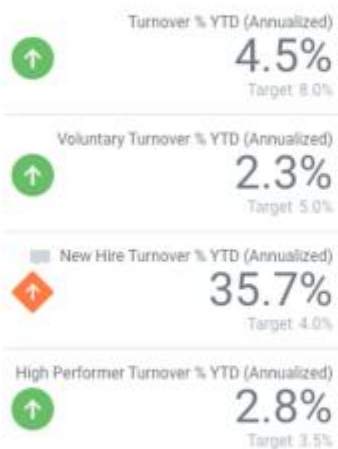 Turnover % YTD (Annualized)
4.5%
Target 8.0%
Voluntary Turnover % YTD (Annualized)
2.3%
Target 5.0%
New Hire Turnover % YTD (Annualized)
35.7%
Target 4.0%
High Performer Turnover % YTD (Annualized)
2.8%
Target 3.5%